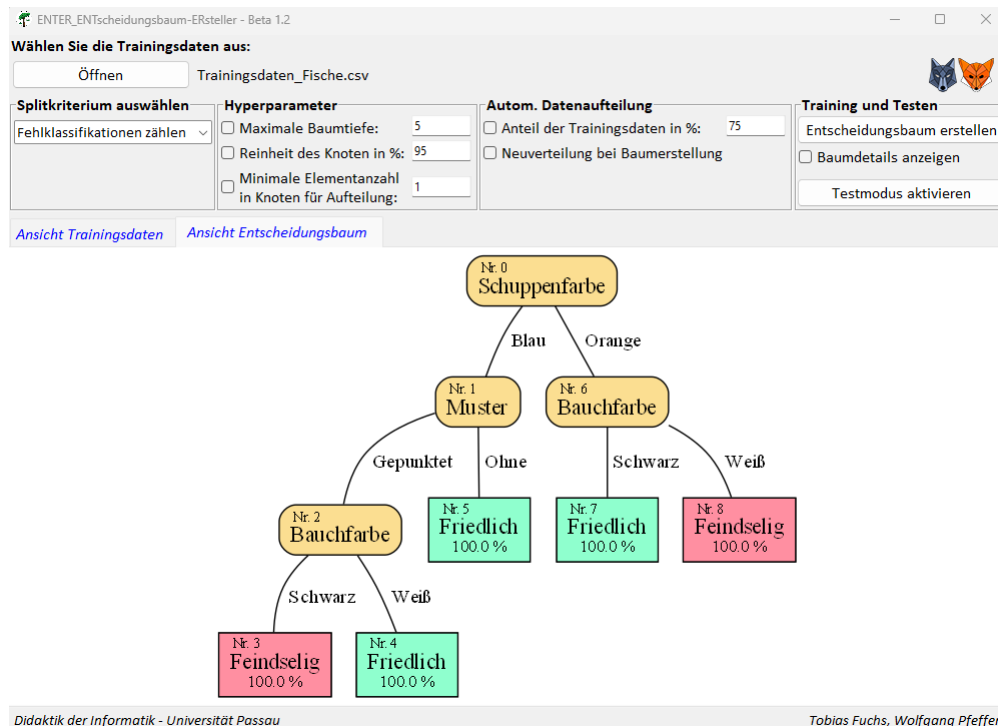 ENTER_ENTscheidungsbaum-ERsteller - Beta 1.2
Wählen Sie die Trainingsdaten aus:
Öffnen Trainingsdaten_Fische.csv
Splitkriterium auswählen
Fehlklassifikationen zählen
Hyperparameter
Maximale Baumtiefe: 5
Reinheit des Knoten in %: 95
Minimale Elementanzahl
in Knoten für Aufteilung: 1
Autom. Datenaufteilung
Anteil der Trainingsdaten in %: 75
Neuverteilung bei Baumerstellung
Training und Testen
Entscheidungsbaum erstellen
Baumdetails anzeigen
Testmodus aktivieren
Ansicht Trainingsdaten Ansicht Entscheidungsbaum
Nr. 0
Schuppenfarbe
Blau Orange
Nr. 1
Muster
Nr. 6
Bauchfarbe
Gepunktet Ohne Schwarz Weiß
Nr. 2
Bauchfarbe
Nr. 5
Friedlich
100.0 %
Nr. 7
Friedlich
100.0 %
Nr. 8
Feindselig
100.0 %
Schwarz Weiß
Nr. 3
Feindselig
100.0 %
Nr. 4
Friedlich
100.0 %
Didaktik der Informatik - Universität Passau Tobias Fuchs, Wolfgang Pfeffer